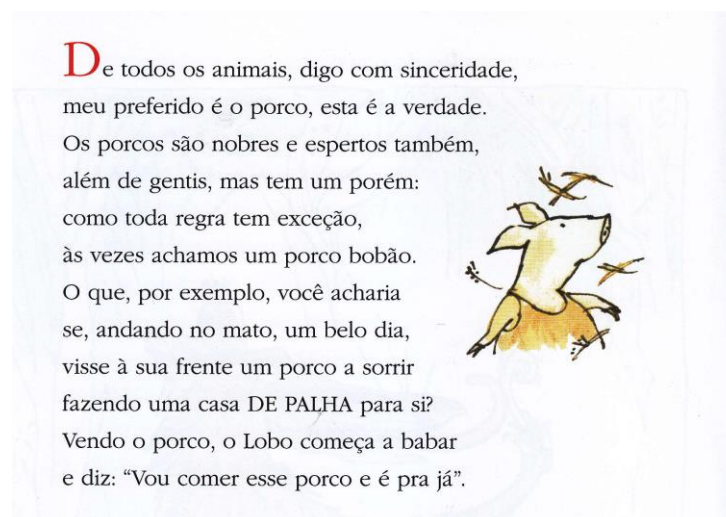 De todos os animais, digo com sinceridade,
meu preferido é o porco, esta é a verdade.
Os porcos são nobres e espertos também,
além de gentis, mas tem um porém:
como toda regra tem exceção,
às vezes achamos um porco bobão.
O que, por exemplo, você acharia
se, andando no mato, um belo dia,
visse à sua frente um porco a sorrir
fazendo uma casa DE PALHA para si?
Vendo o porco, o Lobo começa a babar
e diz: “Vou comer esse porco e é pra já”.